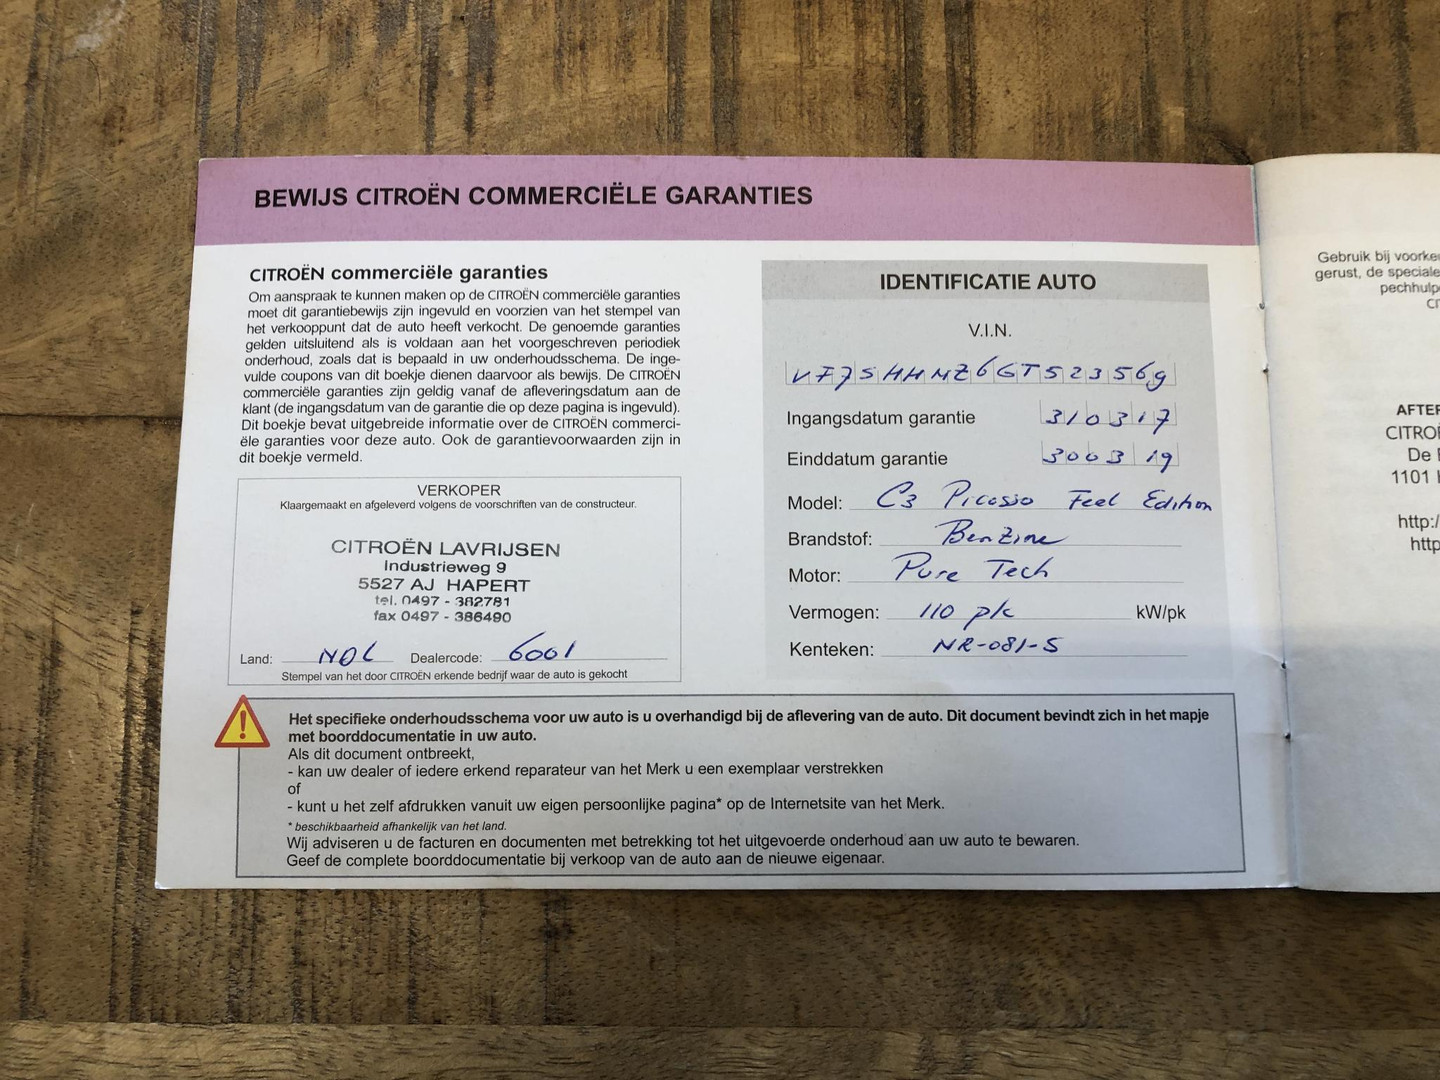 BEWIJS CITROËN COMMERCIËLE GARANTIES
CITROËN commerciële garanties
Om aanspraak te kunnen maken op de CITROËN commerciële garanties
moet dit garantiebewijs zijn ingevuld en voorzien van het stempel van
het verkooppunt dat de auto heeft verkocht. De genoemde garanties
gelden uitsluitend als is voldaan aan het voorgeschreven periodiek
onderhoud, zoals dat is bepaald in uw onderhoudsschema. De inge-
vulde coupons van dit boekje dienen daarvoor als bewijs. De CITROËN
commerciële garanties zijn geldig vanaf de afleveringsdatum aan de
klant (de ingangsdatum van de garantie die op deze pagina is ingevuld).
Dit boekje bevat uitgebreide informatie over de CITROËN commerci-
ële garanties voor deze auto. Ook de garantievoorwaarden zijn in
dit boekje vermeld.
VERKOPER
Klaargemaakt en afgeleverd volgens de voorschriften van de constructeur.
CITROËN LAVRIJSEN
Industrieweg 9
5527 AJ HAPERT
tel. 0497 - 382781
fax 0497 - 386490
Land: NDL Dealercode: 6001
Stempel van het door CITROËN erkende bedrijf waar de auto is gekocht
IDENTIFICATIE AUTO
V.I.N.
VF7SHHMZ6GT523569
Ingangsdatum garantie 310317
Einddatum garantie 300319
Model: C3 Picasso Feel Edition
Brandstof: Benzine
Motor: Pure Tech
Vermogen: 110 pk kW/pk
Kenteken: NR-081-S
Het specifieke onderhoudsschema voor uw auto is u overhandigd bij de aflevering van de auto. Dit document bevindt zich in het mapje
met boorddocumentatie in uw auto.
Als dit document ontbreekt,
- kan uw dealer of iedere erkend reparateur van het Merk u een exemplaar verstrekken
of
- kunt u het zelf afdrukken vanuit uw eigen persoonlijke pagina* op de Internetsite van het Merk.
* beschikbaarheid afhankelijk van het land.
Wij adviseren u de facturen en documenten met betrekking tot het uitgevoerde onderhoud aan uw auto te bewaren.
Geef de complete boorddocumentatie bij verkoop van de auto aan de nieuwe eigenaar.
Gebruik bij
gerust, de
De
1101
http:/
http